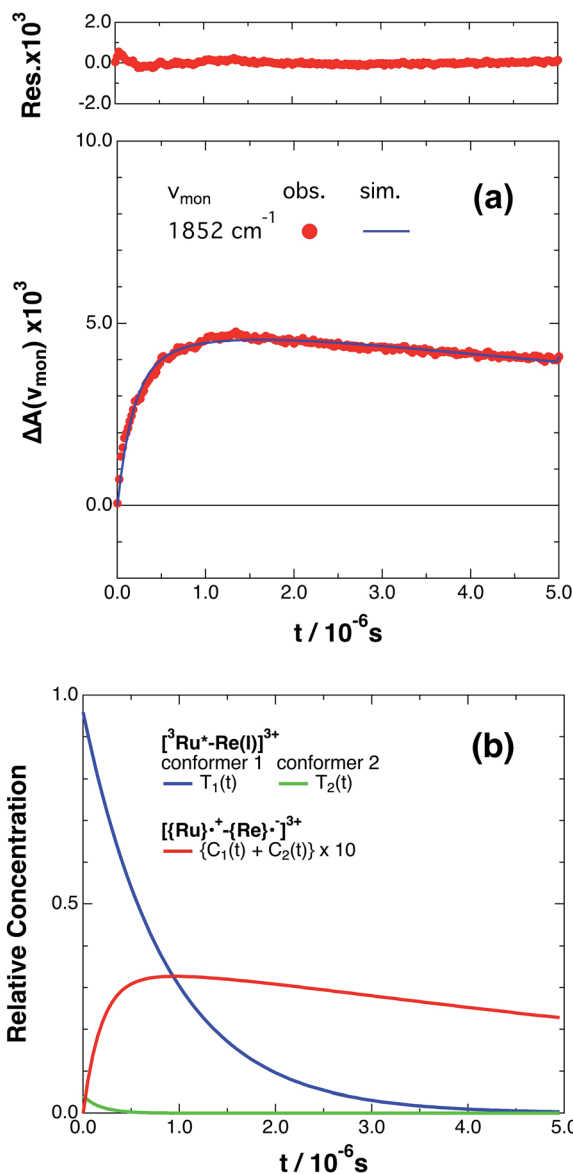 2.0
0.0
-2.0
Res.x10³
10.0
5.0
0.0
ΔA(ν_mon) x10³
ν_mon obs. sim.
1852 cm⁻¹
(a)
0.0 1.0 2.0 3.0 4.0 5.0
t / 10⁻⁶s
1.0
0.5
0.0
Relative Concentration
(b)
[³Ru*-Re(I)]³⁺
conformer 1 conformer 2
T₁(t) T₂(t)
[{Ru}•⁺-{Re}•⁻]³⁺
{C₁(t) + C₂(t)} x 10
0.0 1.0 2.0 3.0 4.0 5.0
t / 10⁻⁶s